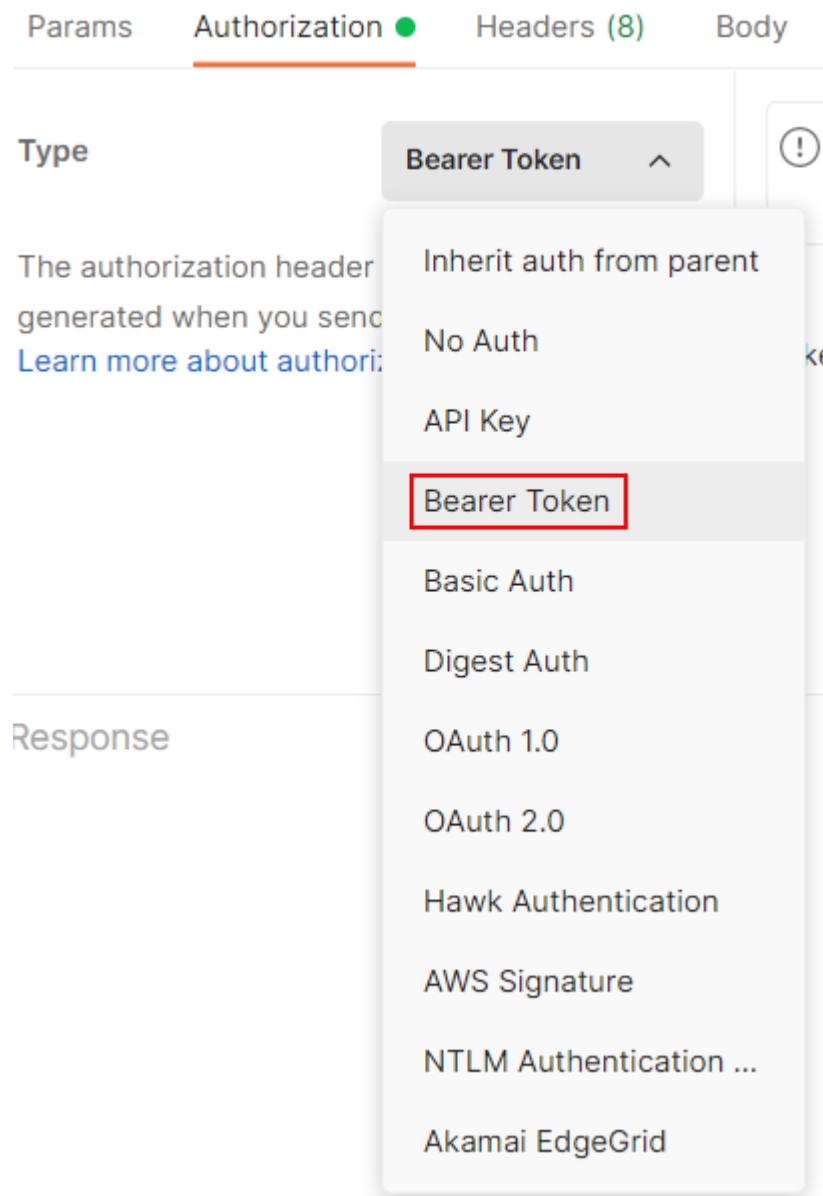 Params Authorization Headers (8) Body
Type
Bearer Token
The authorization header
generated when you send
Learn more about
Inherit auth from parent
No Auth
API Key
Bearer Token
Basic Auth
Digest Auth
OAuth 1.0
OAuth 2.0
Hawk Authentication
AWS Signature
NTLM Authentication ...
Akamai EdgeGrid
Response